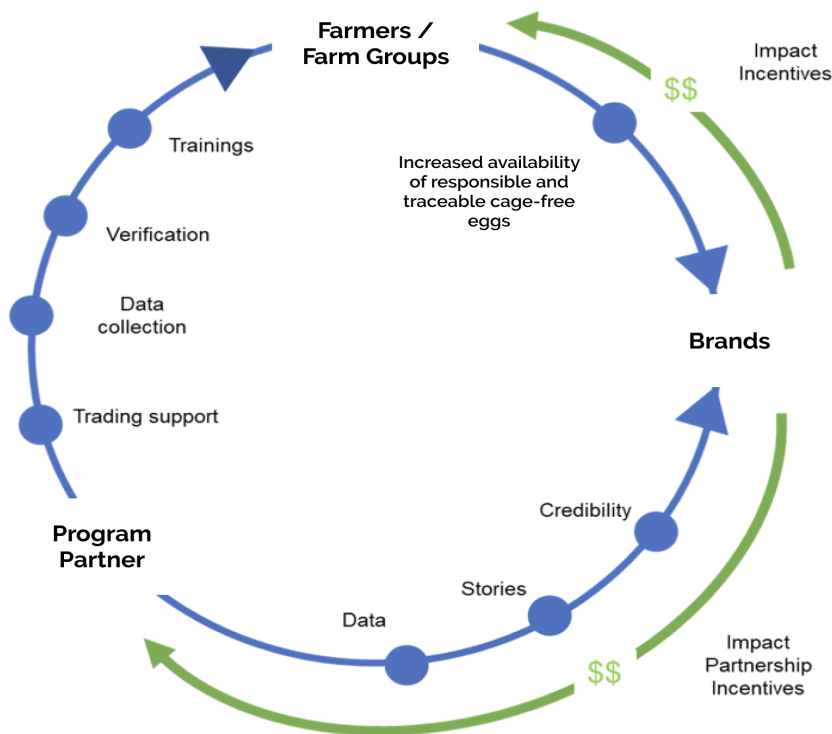 Farmers /
Farm Groups
Impact
Incentives
$$
Trainings
Increased availability
of responsible and
traceable cage-free
eggs
Verification
Data
collection
Brands
Trading support
Program
Partner
Credibility
Stories
Data
Impact
Partnership
Incentives
$$